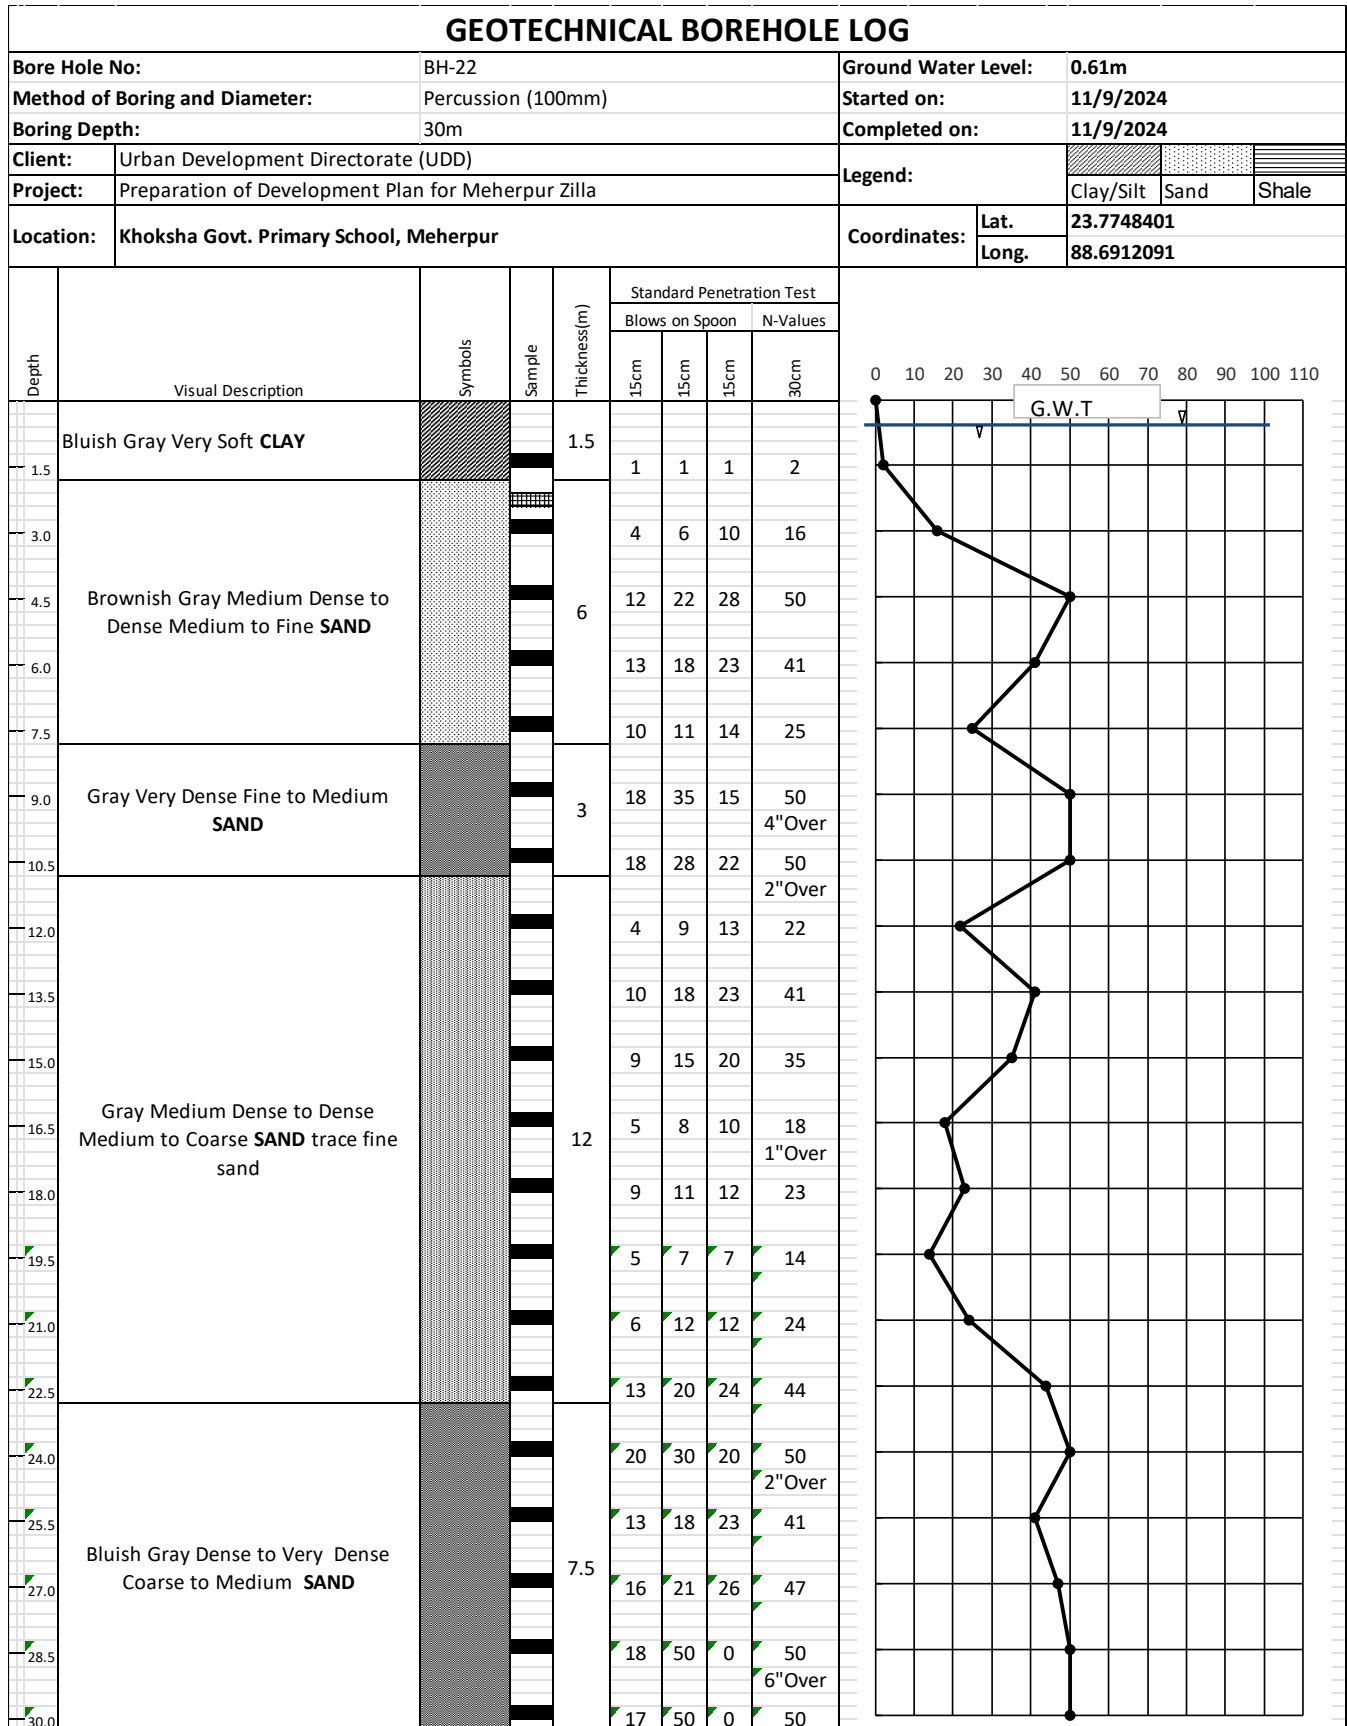 GEOTECHNICAL BOREHOLE LOG
Bore Hole No: BH-22 Ground Water Level: 0.61m
Method of Boring and Diameter: Percussion (100mm) Started on: 11/9/2024
Boring Depth: 30m Completed on: 11/9/2024
Client: Urban Development Directorate (UDD) Legend:
Project: Preparation of Development Plan for Meherpur Zilla Clay/Silt Sand Shale
Location: Khoksha Govt. Primary School, Meherpur Coordinates: Lat. 23.7748401
Long. 88.6912091
Standard Penetration Test
Blows on Spoon N-Values
Depth Visual Description Symbols Sample Thickness(m) 15cm 15cm 15cm 30cm
0 10 20 30 40 50 60 70 80 90 100 110
G.W.T
Bluish Gray Very Soft CLAY 1.5
1.5 1 1 1 2
3.0 4 6 10 16
4.5 Brownish Gray Medium Dense to 12 22 28 50
Dense Medium to Fine SAND 6
6.0 13 18 23 41
7.5 10 11 14 25
9.0 Gray Very Dense Fine to Medium 18 35 15 50
SAND 3 4"Over
10.5 18 28 22 50
2"Over
12.0 4 9 13 22
13.5 10 18 23 41
15.0 9 15 20 35
Gray Medium Dense to Dense
16.5 Medium to Coarse SAND trace fine 12 5 8 10 18
sand 1"Over
18.0 9 11 12 23
19.5 5 7 7 14
21.0 6 12 12 24
22.5 13 20 24 44
24.0 20 30 20 50
2"Over
25.5 13 18 23 41
Bluish Gray Dense to Very Dense 7.5
27.0 Coarse to Medium SAND 16 21 26 47
28.5 18 50 0 50
6"Over
30.0 17 50 0 50